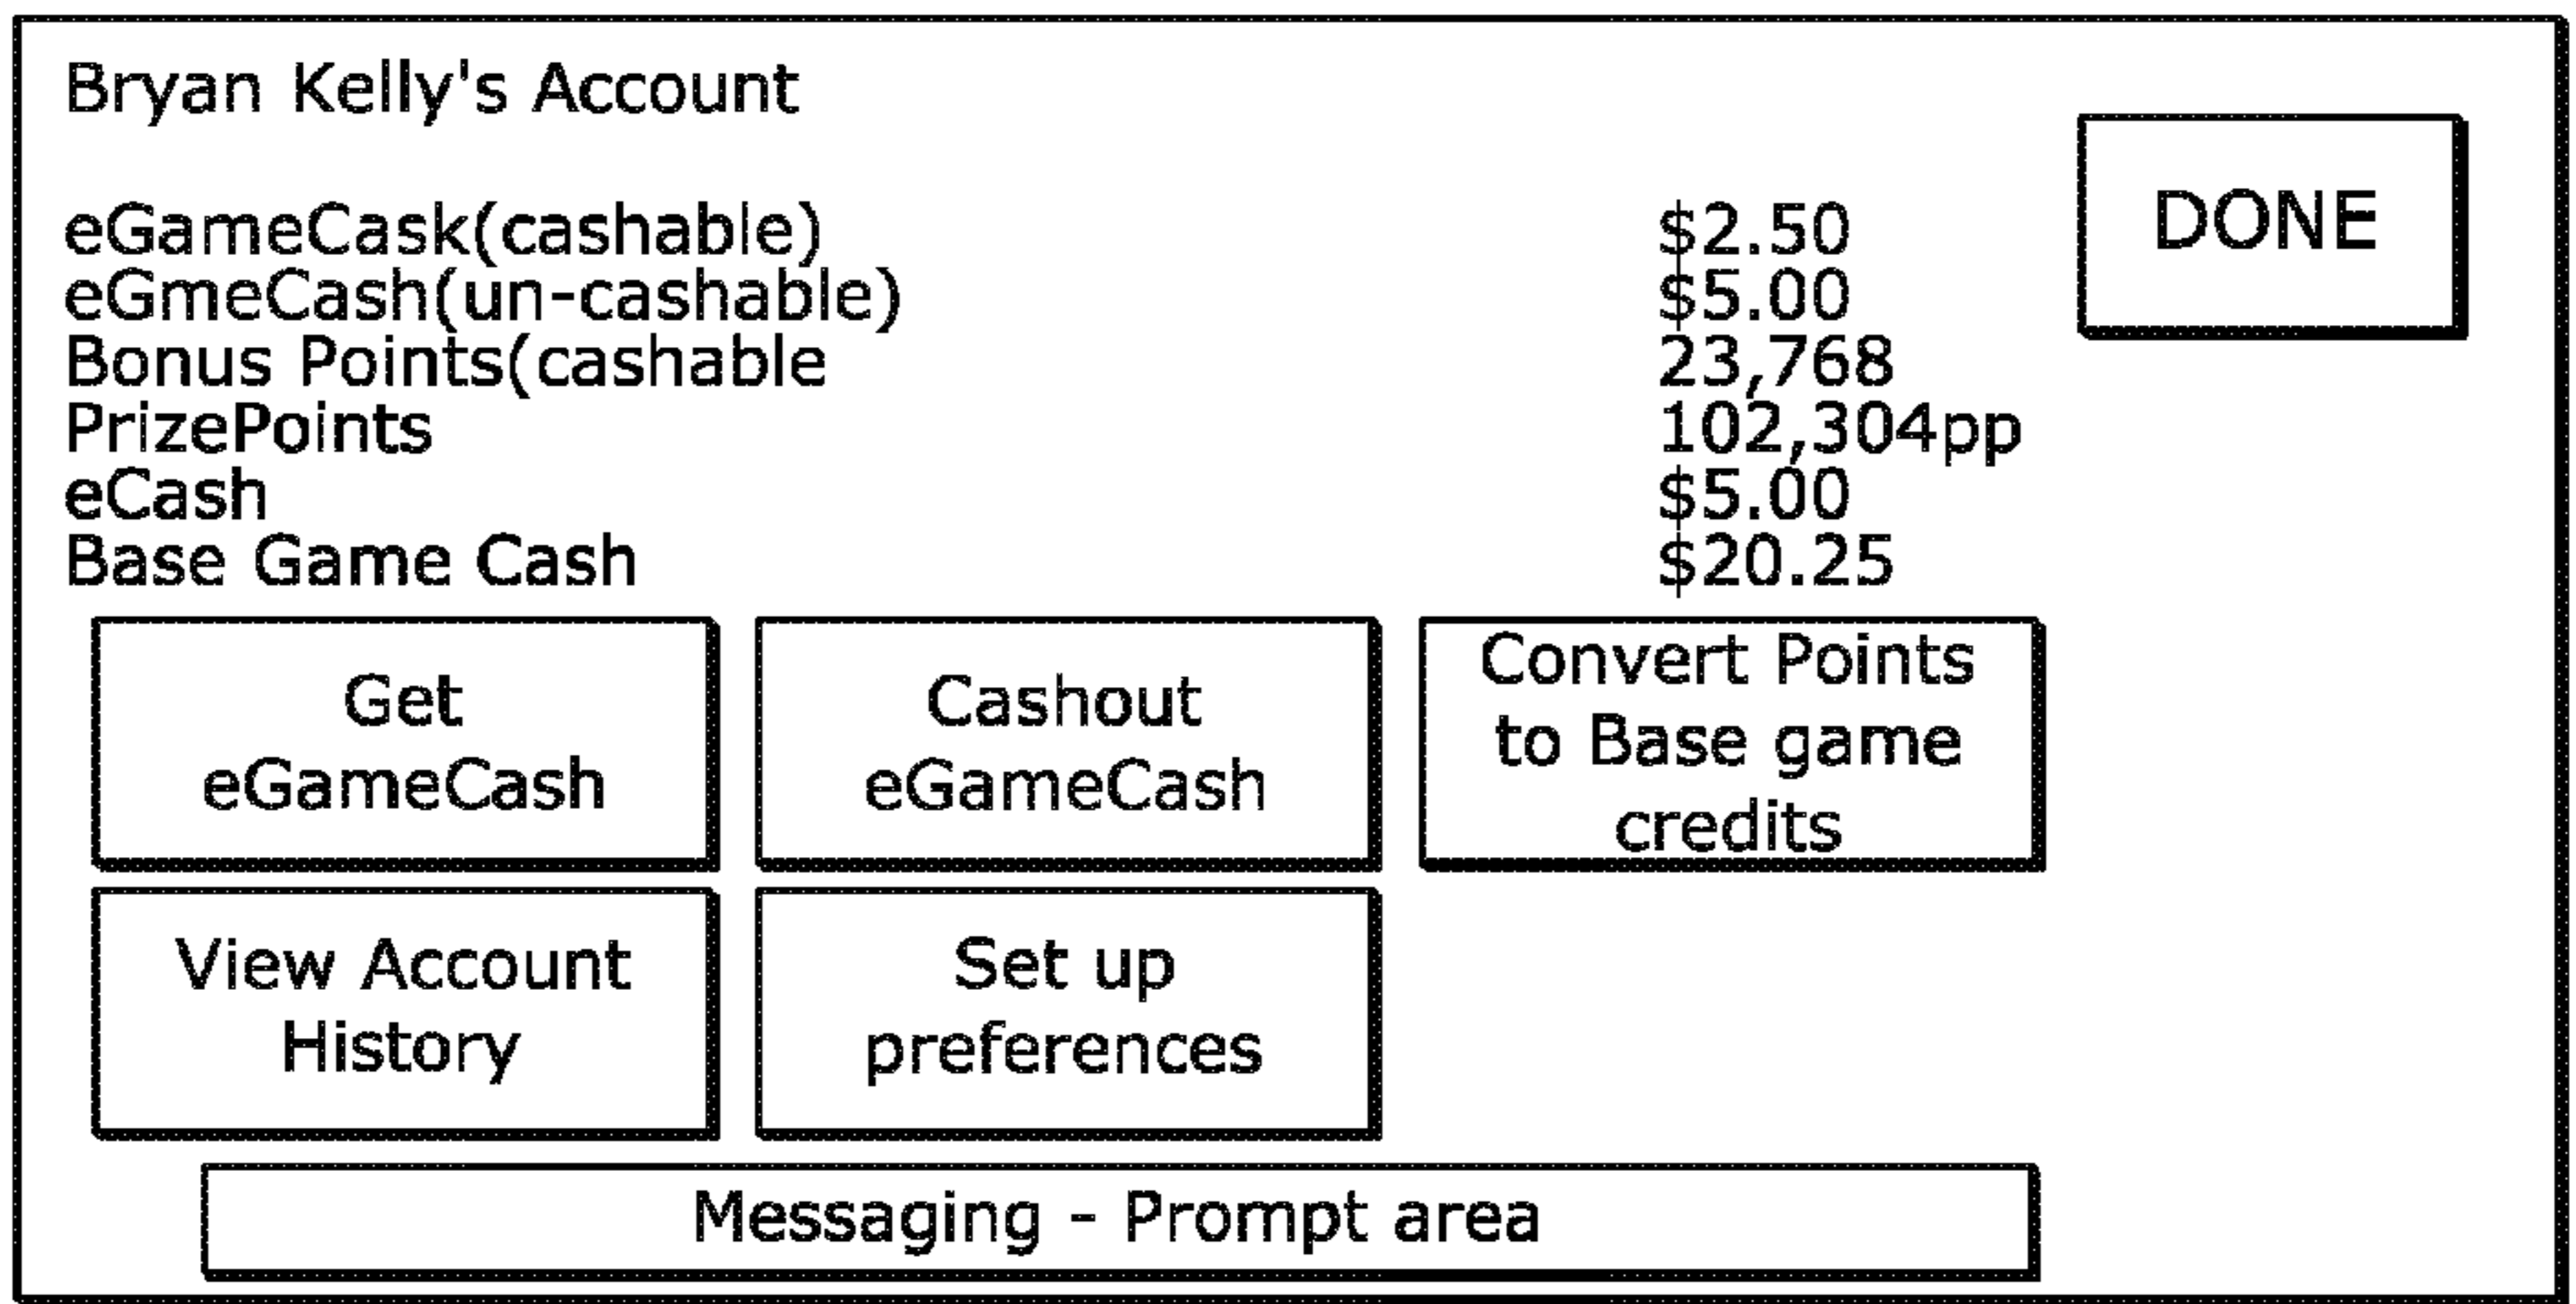 Bryan Kelly's Account
DONE
eGameCask(cashable) $2.50
eGmeCash(un-cashable) $5.00
Bonus Points(cashable 23,768
PrizePoints 102,304pp
eCash $5.00
Base Game Cash $20.25
Get
eGameCash
Cashout
eGameCash
Convert Points
to Base game
credits
View Account
History
Set up
preferences
Messaging - Prompt area